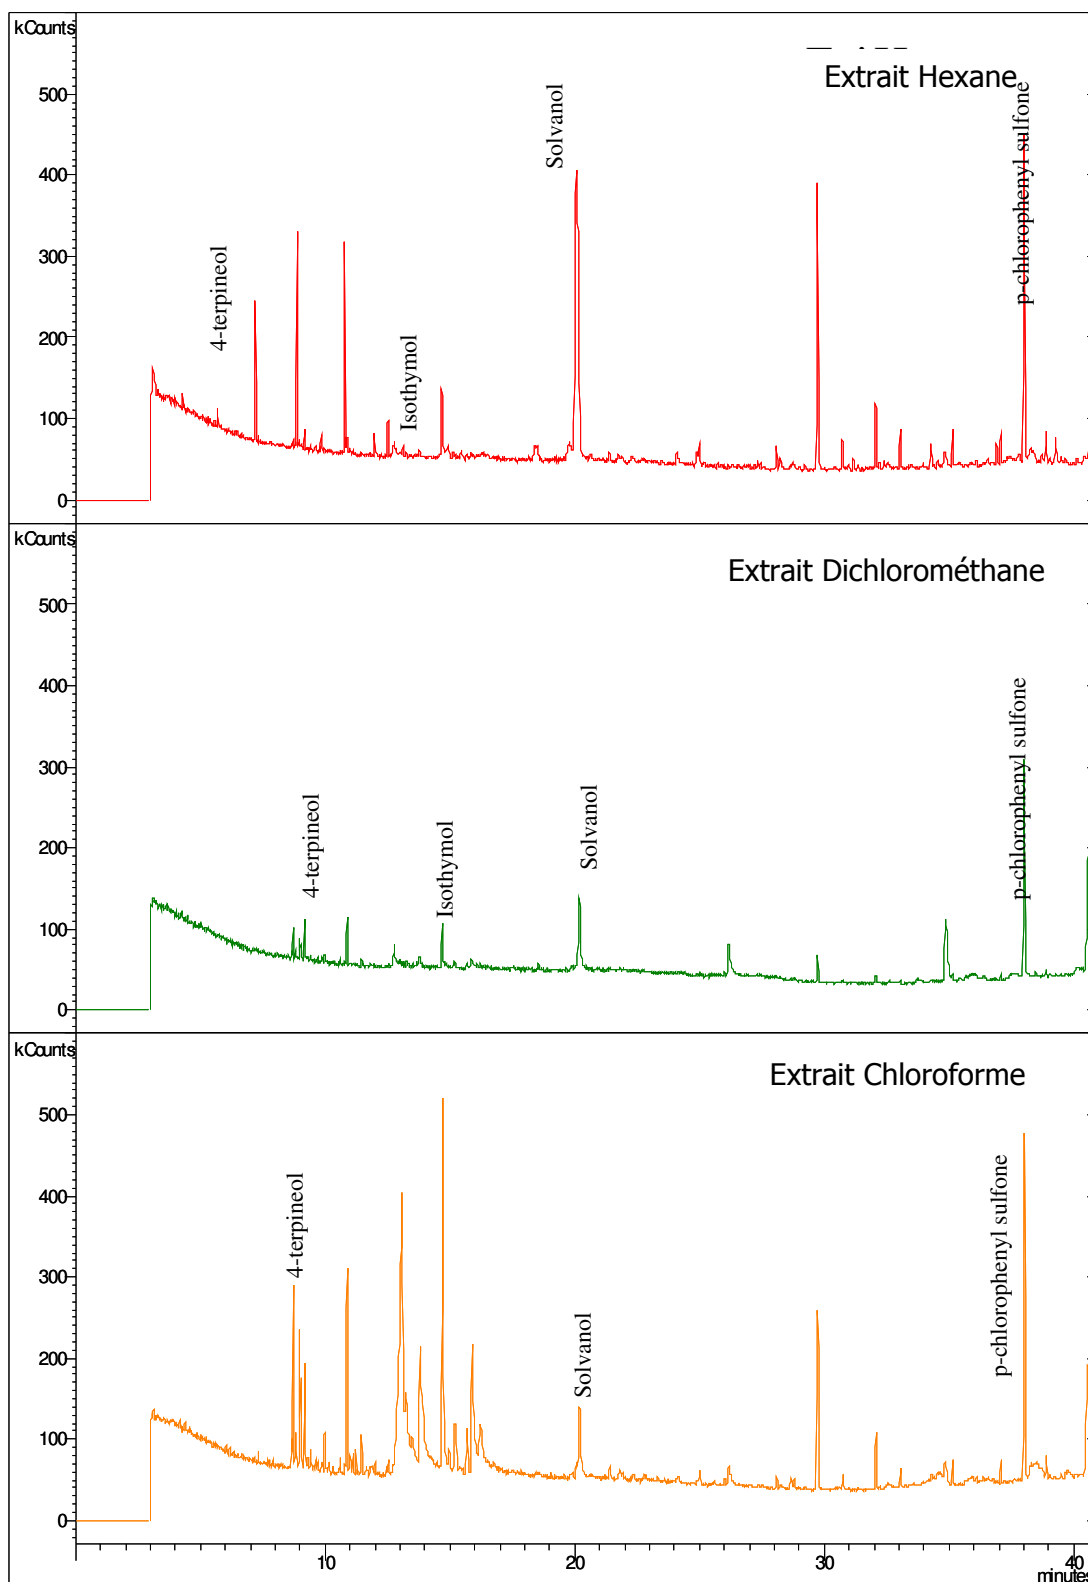 kCounts
Extrait Hexane
500
400
300
200
100
0
4-terpineol
Isothymol
Solvanol
p-chlorophenyl sulfone
kCounts
Extrait Dichlorométhane
500
400
300
200
100
0
4-terpineol
Isothymol
Solvanol
p-chlorophenyl sulfone
kCounts
Extrait Chloroforme
500
400
300
200
100
0
4-terpineol
Solvanol
p-chlorophenyl sulfone
10
20
30
40
minutes